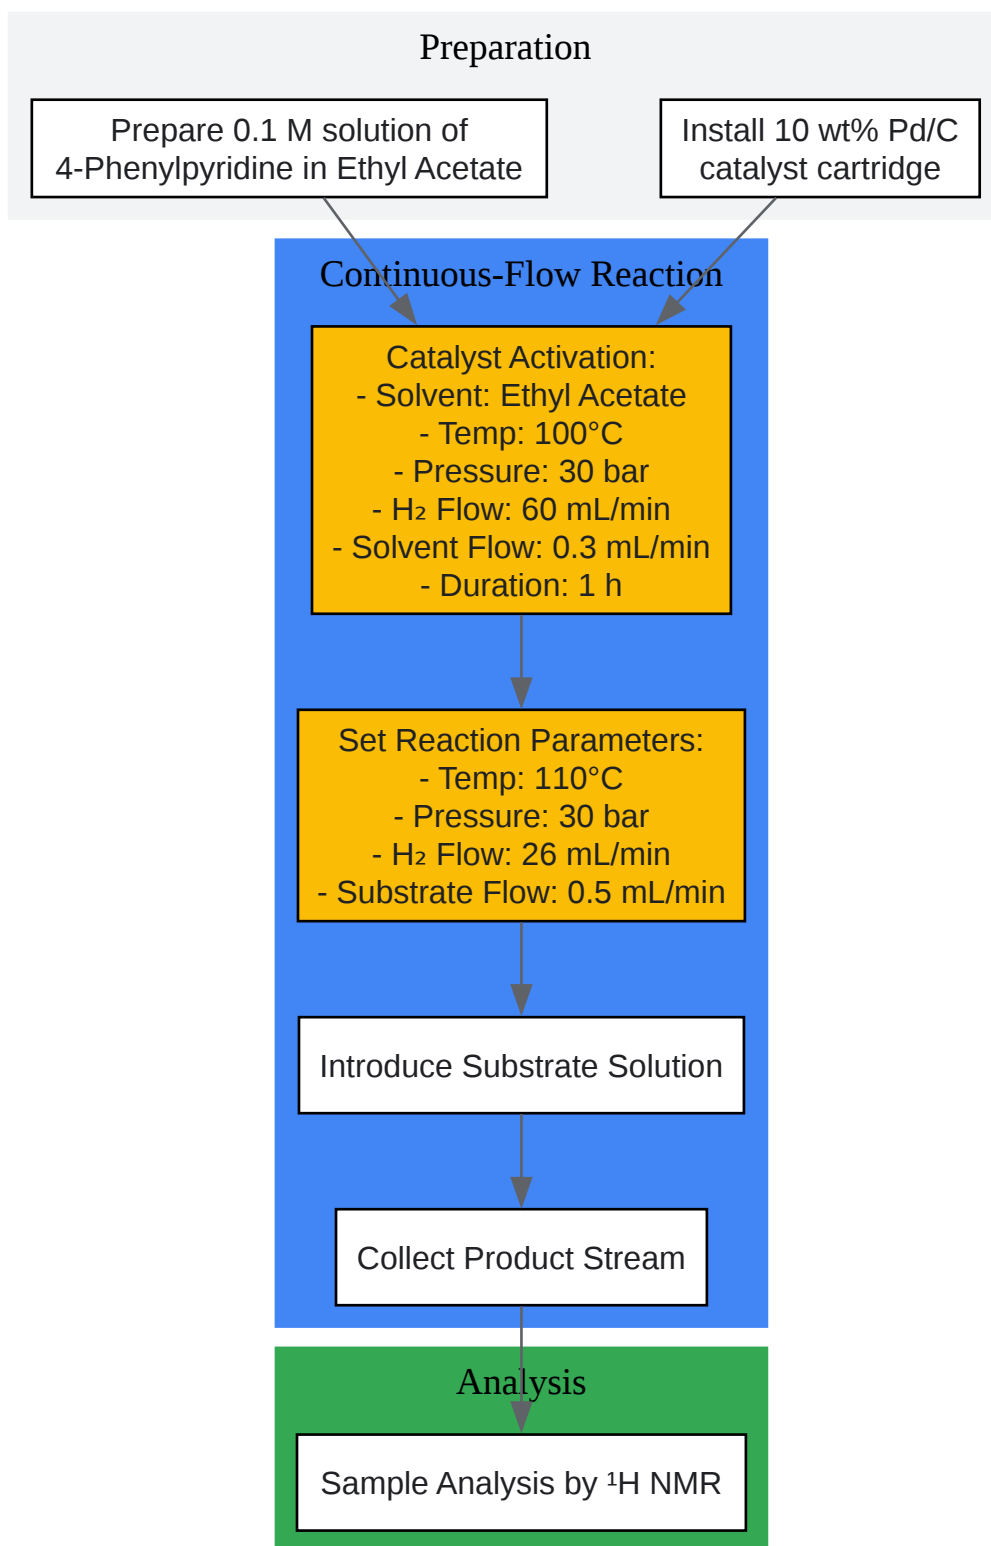 Preparation
Prepare 0.1 M solution of
4-Phenylpyridine in Ethyl Acetate
Install 10 wt% Pd/C
catalyst cartridge
Continuous-Flow Reaction
Catalyst Activation:
- Solvent: Ethyl Acetate
- Temp: 100°C
- Pressure: 30 bar
- H₂ Flow: 60 mL/min
- Solvent Flow: 0.3 mL/min
- Duration: 1 h
Set Reaction Parameters:
- Temp: 110°C
- Pressure: 30 bar
- H₂ Flow: 26 mL/min
- Substrate Flow: 0.5 mL/min
Introduce Substrate Solution
Collect Product Stream
Analysis
Sample Analysis by ¹H NMR